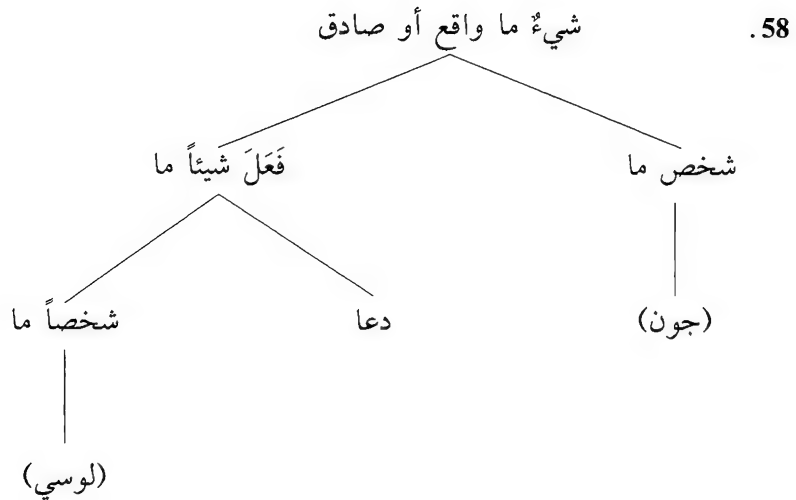 58. شيءٌ ما واقع أو صادق
شخص ما فَعَلَ شيئاً ما
(جون) دعا شخصاً ما
(لوسي)